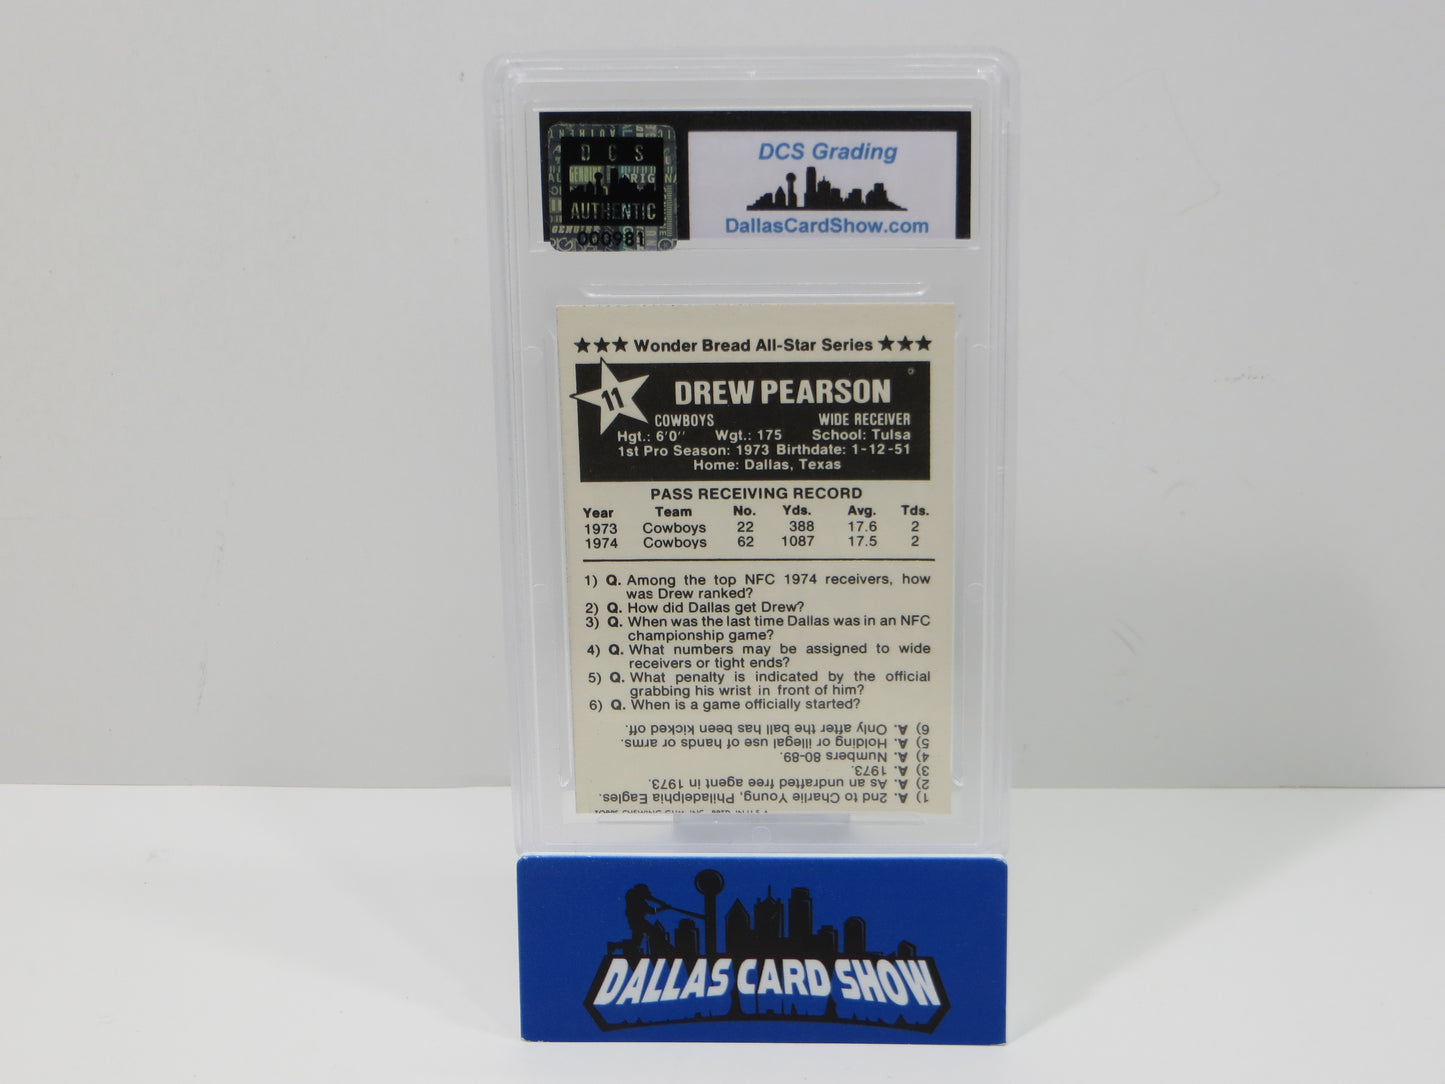 DCS
GENUINE ORIG
AUTHENTIC
GENUINE
000981
DCS Grading
DallasCardShow.com
★★★ Wonder Bread All-Star Series ★★★
11
DREW PEARSON
COWBOYS WIDE RECEIVER
Hgt.: 6'0" Wgt.: 175 School: Tulsa
1st Pro Season: 1973 Birthdate: 1-12-51
Home: Dallas, Texas
PASS RECEIVING RECORD
Year Team No. Yds. Avg. Tds.
1973 Cowboys 22 388 17.6 2
1974 Cowboys 62 1087 17.5 2
1) Q. Among the top NFC 1974 receivers, how
was Drew ranked?
2) Q. How did Dallas get Drew?
3) Q. When was the last time Dallas was in an NFC
championship game?
4) Q. What numbers may be assigned to wide
receivers or tight ends?
5) Q. What penalty is indicated by the official
grabbing his wrist in front of him?
6) Q. When is a game officially started?
1) A. 2nd to Charlie Young, Philadelphia Eagles.
2) A. As an undrafted free agent in 1973.
3) A. 1973.
4) A. Numbers 80-89.
5) A. Holding or illegal use of hands or arms.
6) A. Only after the ball has been kicked off.
DALLAS CARD SHOW